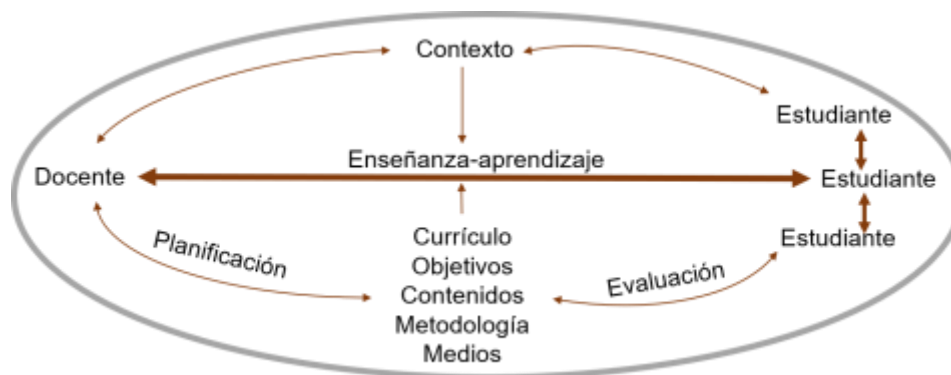 Contexto
Estudiante
Enseñanza-aprendizaje
Docente
Estudiante
Estudiante
Planificación
Currículo
Objetivos
Contenidos
Metodología
Medios
Evaluación